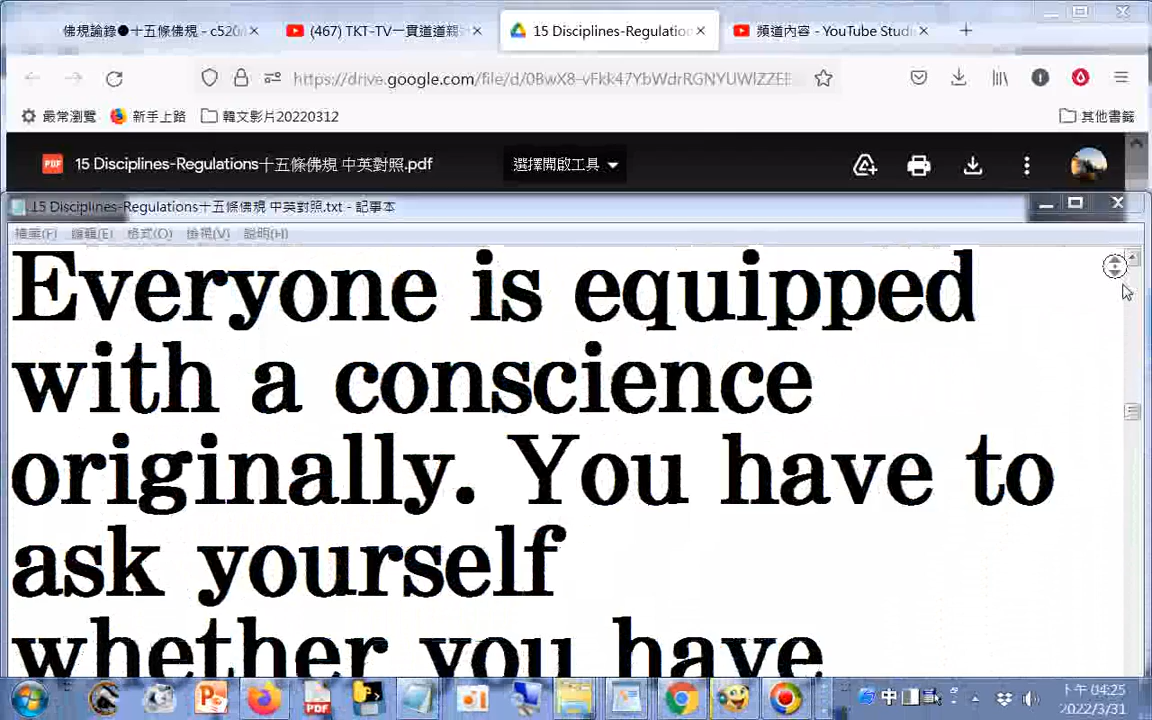 佛規論錄●十五條佛規 - c520/
(467) TKT-TV一貫道道親
15 Disciplines-Regulation
頻道內容 - YouTube Studi
https://drive.google.com/file/d/0BwX8-vFkk47YbWdrRGNYUWlZZE
最常瀏覽
新手上路
韓文影片20220312
其他書籤
PDF
15 Disciplines-Regulations十五條佛規 中英對照.pdf
選擇開啟工具
15 Disciplines-Regulations十五條佛規 中英對照.txt - 記事本
檔案(F) 編輯(E) 格式(O) 檢視(V) 說明(H)
Everyone is equipped
with a conscience
originally. You have to
ask yourself
whether you have
中
下午 04:25
2022/3/31